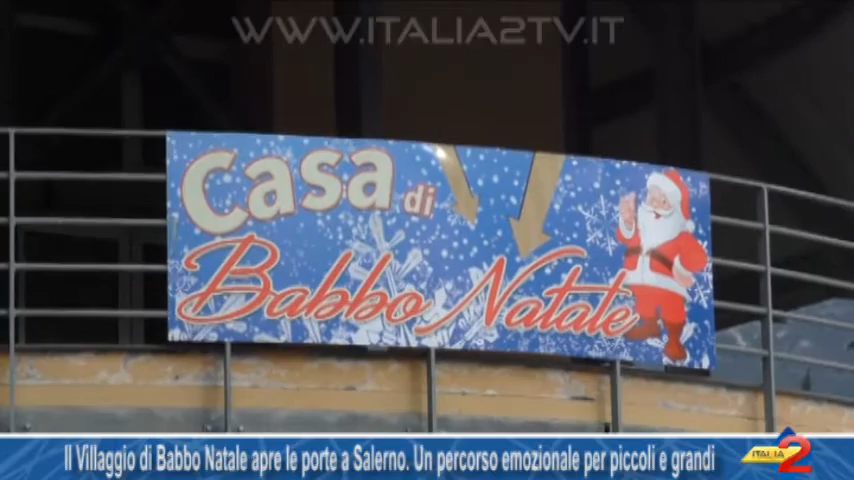 WWW.ITALIA2TV.IT
Casa di
Babbo Natale
Il Villaggio di Babbo Natale apre le porte a Salerno. Un percorso emozionale per piccoli e grandi
ITALIA 2